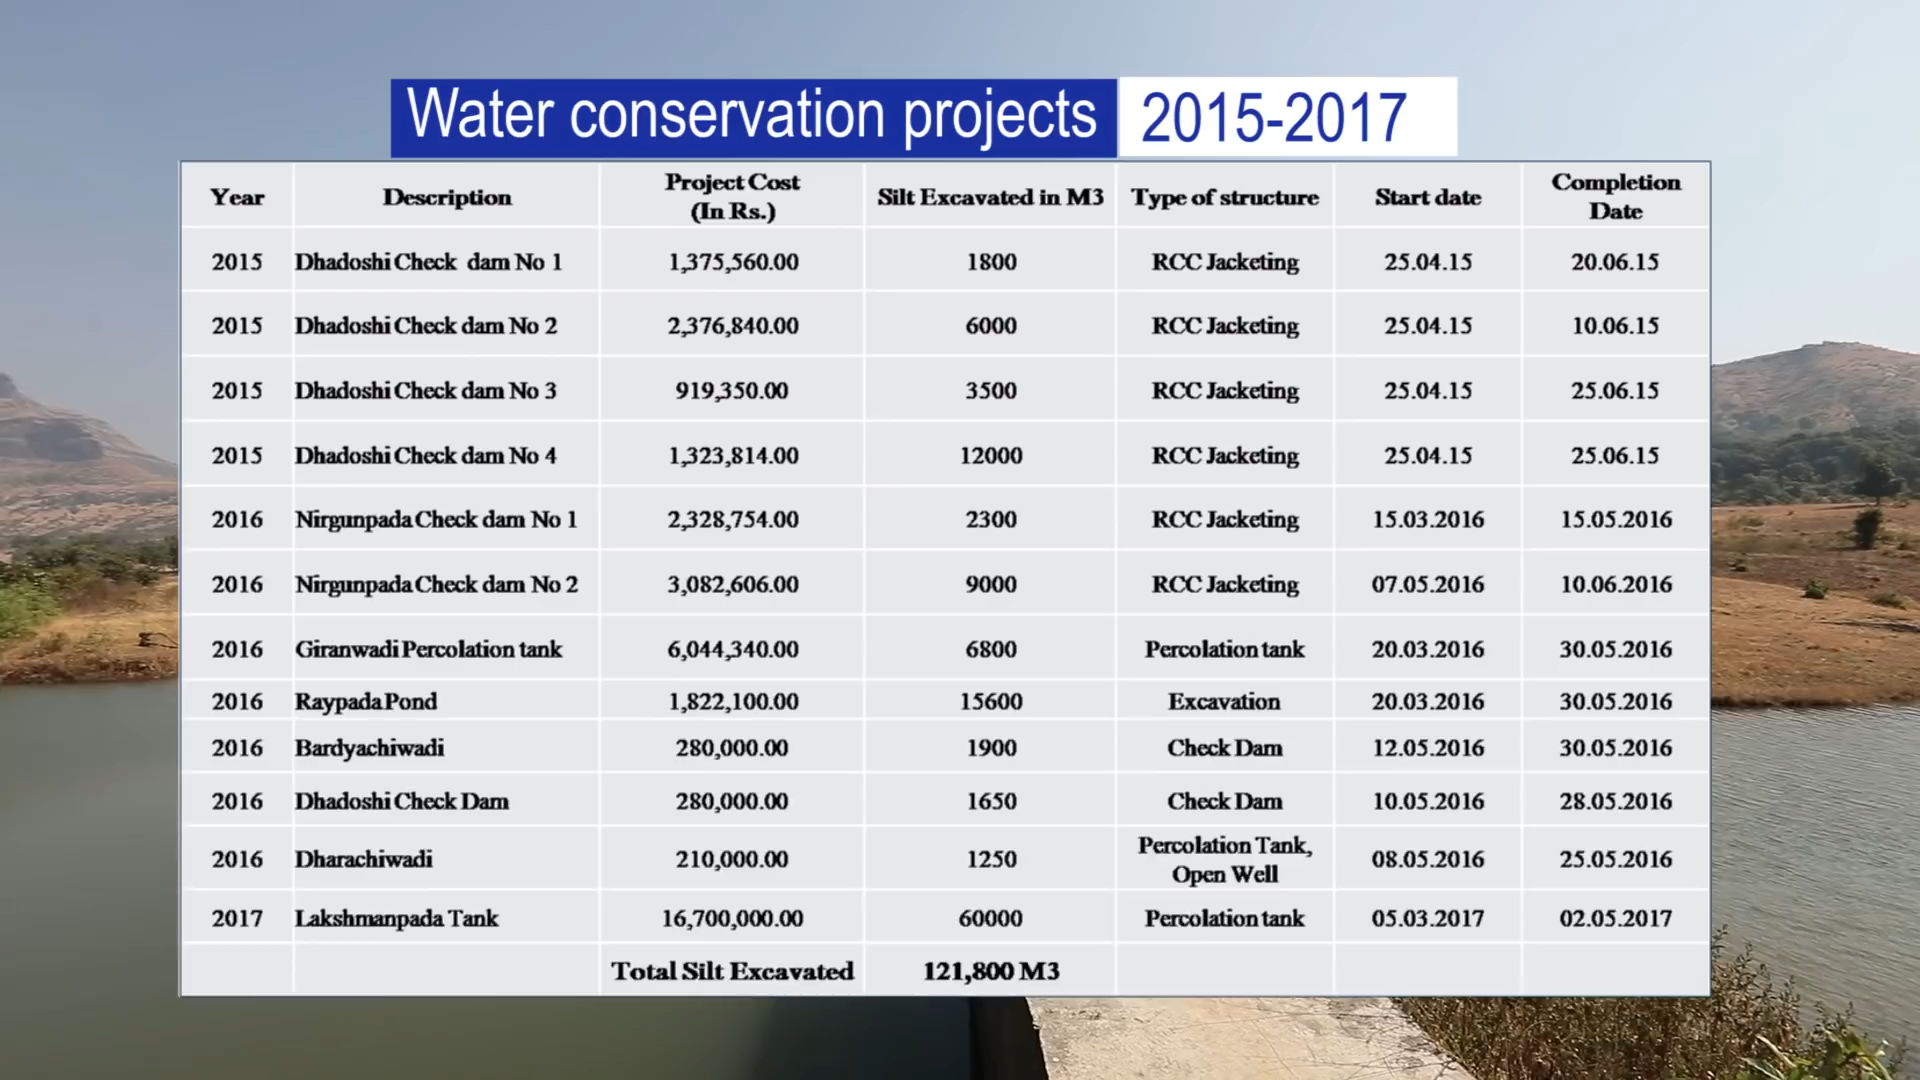 Water conservation projects 2015-2017
Year Description Project Cost (In Rs.) Silt Excavated in M3 Type of structure Start date Completion Date
2015 Dhadoshi Check dam No 1 1,375,560.00 1800 RCC Jacketing 25.04.15 20.06.15
2015 Dhadoshi Check dam No 2 2,376,840.00 6000 RCC Jacketing 25.04.15 10.06.15
2015 Dhadoshi Check dam No 3 919,350.00 3500 RCC Jacketing 25.04.15 25.06.15
2015 Dhadoshi Check dam No 4 1,323,814.00 12000 RCC Jacketing 25.04.15 25.06.15
2016 Nirgunpada Check dam No 1 2,328,754.00 2300 RCC Jacketing 15.03.2016 15.05.2016
2016 Nirgunpada Check dam No 2 3,082,606.00 9000 RCC Jacketing 07.05.2016 10.06.2016
2016 Giranwadi Percolation tank 6,044,340.00 6800 Percolation tank 20.03.2016 30.05.2016
2016 Raypada Pond 1,822,100.00 15600 Excavation 20.03.2016 30.05.2016
2016 Bardyachiwadi 280,000.00 1900 Check Dam 12.05.2016 30.05.2016
2016 Dhadoshi Check Dam 280,000.00 1650 Check Dam 10.05.2016 28.05.2016
2016 Dharachiwadi 210,000.00 1250 Percolation Tank, Open Well 08.05.2016 25.05.2016
2017 Lakshmanpada Tank 16,700,000.00 60000 Percolation tank 05.03.2017 02.05.2017
Total Silt Excavated 121,800 M3